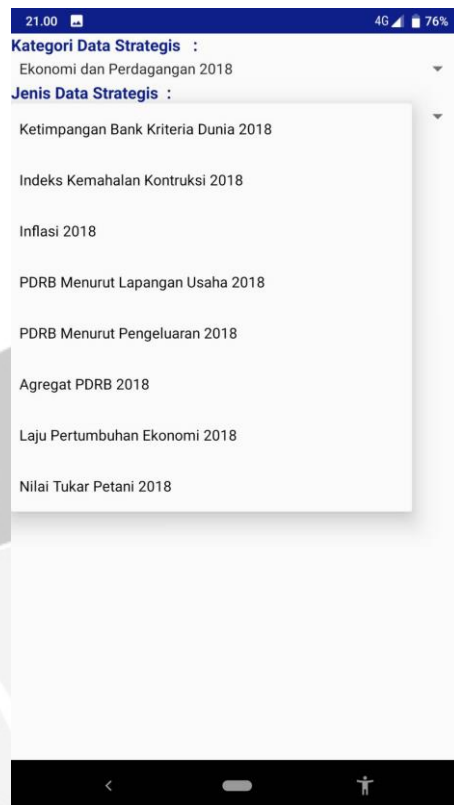 21.00 4G 76%
Kategori Data Strategis :
Ekonomi dan Perdagangan 2018
Jenis Data Strategis :
Ketimpangan Bank Kriteria Dunia 2018
Indeks Kemahalan Kontruksi 2018
Inflasi 2018
PDRB Menurut Lapangan Usaha 2018
PDRB Menurut Pengeluaran 2018
Agregat PDRB 2018
Laju Pertumbuhan Ekonomi 2018
Nilai Tukar Petani 2018